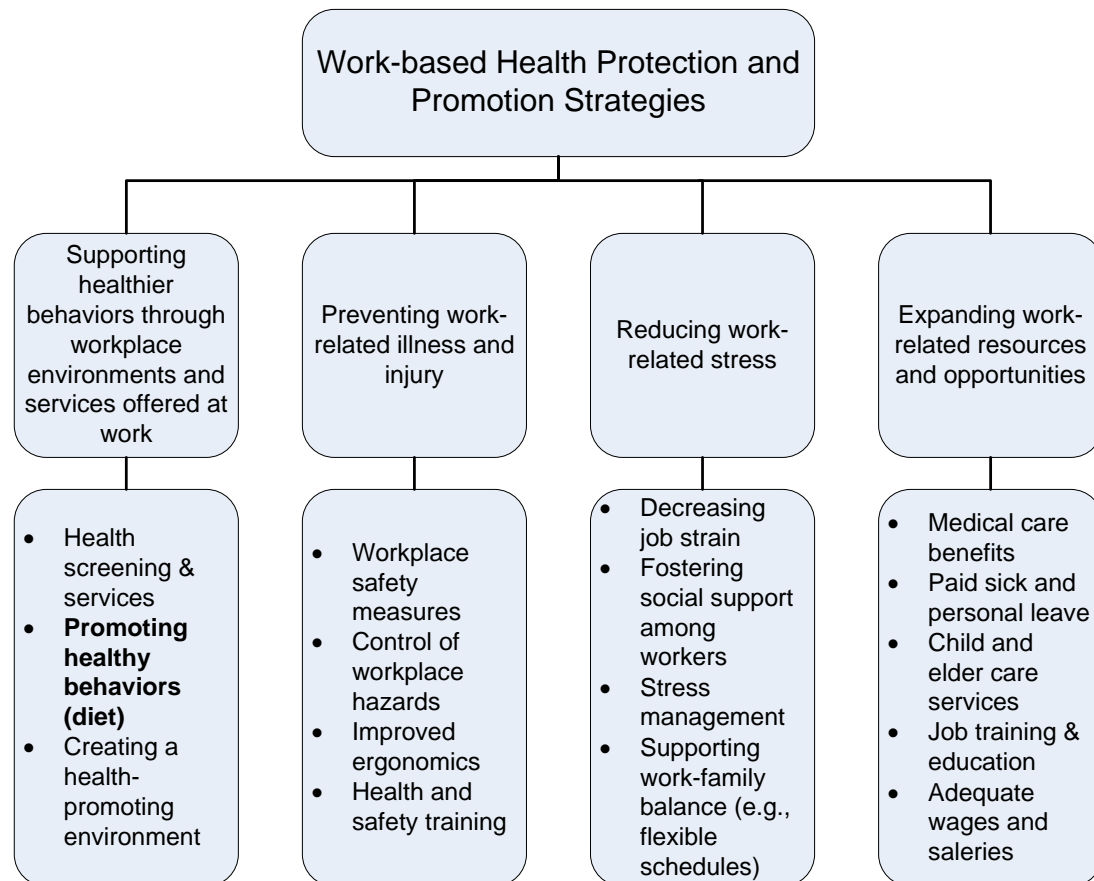 Work-based Health Protection and
Promotion Strategies
Supporting
healthier
behaviors through
workplace
environments and
services offered at
work
Preventing work-
related illness and
injury
Reducing work-
related stress
Expanding work-
related resources
and opportunities
• Health
screening &
services
• Promoting
healthy
behaviors
(diet)
• Creating a
health-
promoting
environment
• Workplace
safety
measures
• Control of
workplace
hazards
• Improved
ergonomics
• Health and
safety training
• Decreasing
job strain
• Fostering
social support
among
workers
• Stress
management
• Supporting
work-family
balance (e.g.,
flexible
schedules)
• Medical care
benefits
• Paid sick and
personal leave
• Child and
elder care
services
• Job training &
education
• Adequate
wages and
saleries